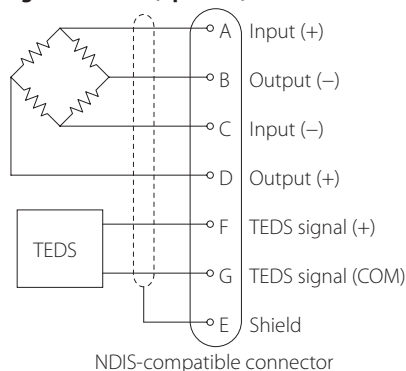 A Input (+)
B Output (−)
C Input (−)
D Output (+)
TEDS
F TEDS signal (+)
G TEDS signal (COM)
E Shield
NDIS-compatible connector